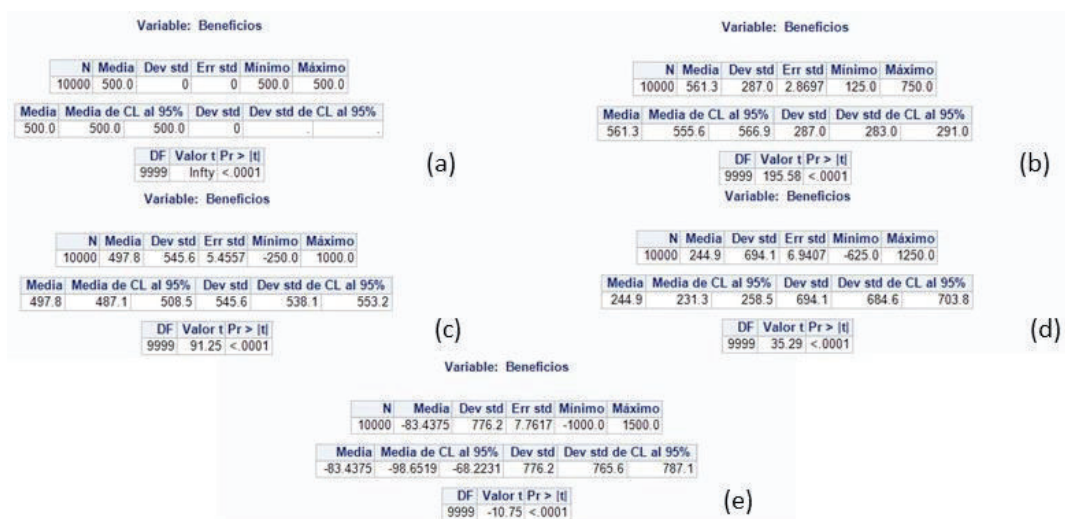 Variable: Beneficios
N Media Dev std Err std Mínimo Máximo
10000 500.0 0 0 500.0 500.0
Media Media de CL al 95% Dev std Dev std de CL al 95%
500.0 500.0 500.0 0 . .
DF Valor t Pr > |t|
9999 Infty <.0001
(a)
Variable: Beneficios
N Media Dev std Err std Mínimo Máximo
10000 561.3 287.0 2.8697 125.0 750.0
Media Media de CL al 95% Dev std Dev std de CL al 95%
561.3 555.6 566.9 287.0 283.0 291.0
DF Valor t Pr > |t|
9999 195.58 <.0001
(b)
Variable: Beneficios
N Media Dev std Err std Mínimo Máximo
10000 497.8 545.6 5.4557 -250.0 1000.0
Media Media de CL al 95% Dev std Dev std de CL al 95%
497.8 487.1 508.5 545.6 538.1 553.2
DF Valor t Pr > |t|
9999 91.25 <.0001
(c)
Variable: Beneficios
N Media Dev std Err std Mínimo Máximo
10000 244.9 694.1 6.9407 -625.0 1250.0
Media Media de CL al 95% Dev std Dev std de CL al 95%
244.9 231.3 258.5 694.1 684.6 703.8
DF Valor t Pr > |t|
9999 35.29 <.0001
(d)
Variable: Beneficios
N Media Dev std Err std Mínimo Máximo
10000 -83.4375 776.2 7.7617 -1000.0 1500.0
Media Media de CL al 95% Dev std Dev std de CL al 95%
-83.4375 -98.6519 -68.2231 776.2 765.6 787.1
DF Valor t Pr > |t|
9999 -10.75 <.0001
(e)